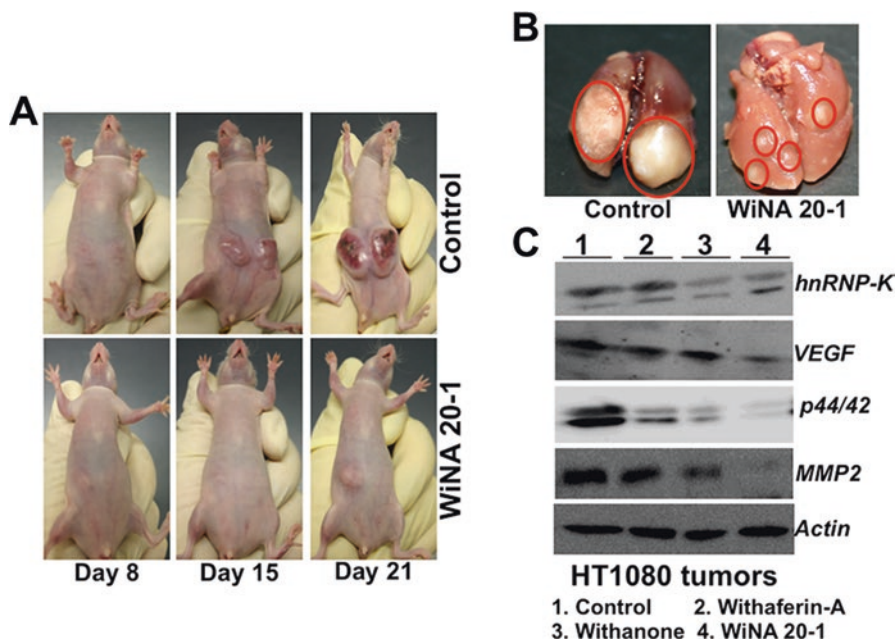 A
Control
WiNA 20-1
Day 8 Day 15 Day 21
B
Control WiNA 20-1
C
1 2 3 4
hnRNP-K
VEGF
p44/42
MMP2
Actin
HT1080 tumors
1. Control 2. Withaferin-A
3. Withanone 4. WiNA 20-1